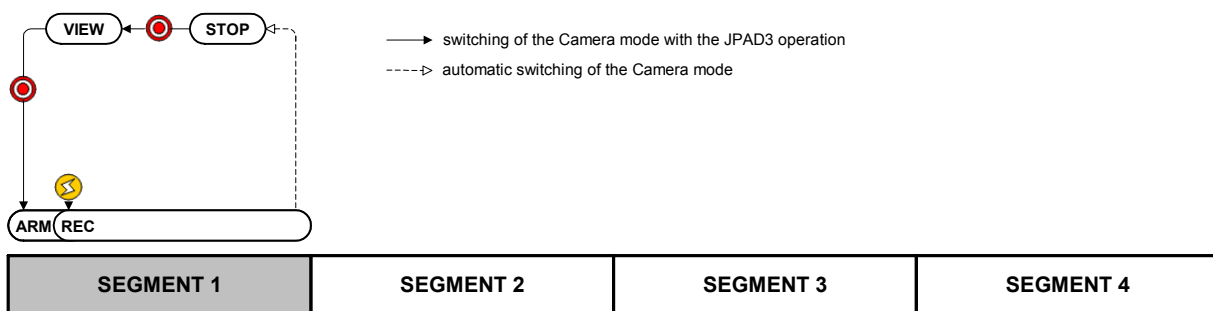 VIEW
STOP
switching of the Camera mode with the JPAD3 operation
automatic switching of the Camera mode
ARM
REC
SEGMENT 1
SEGMENT 2
SEGMENT 3
SEGMENT 4